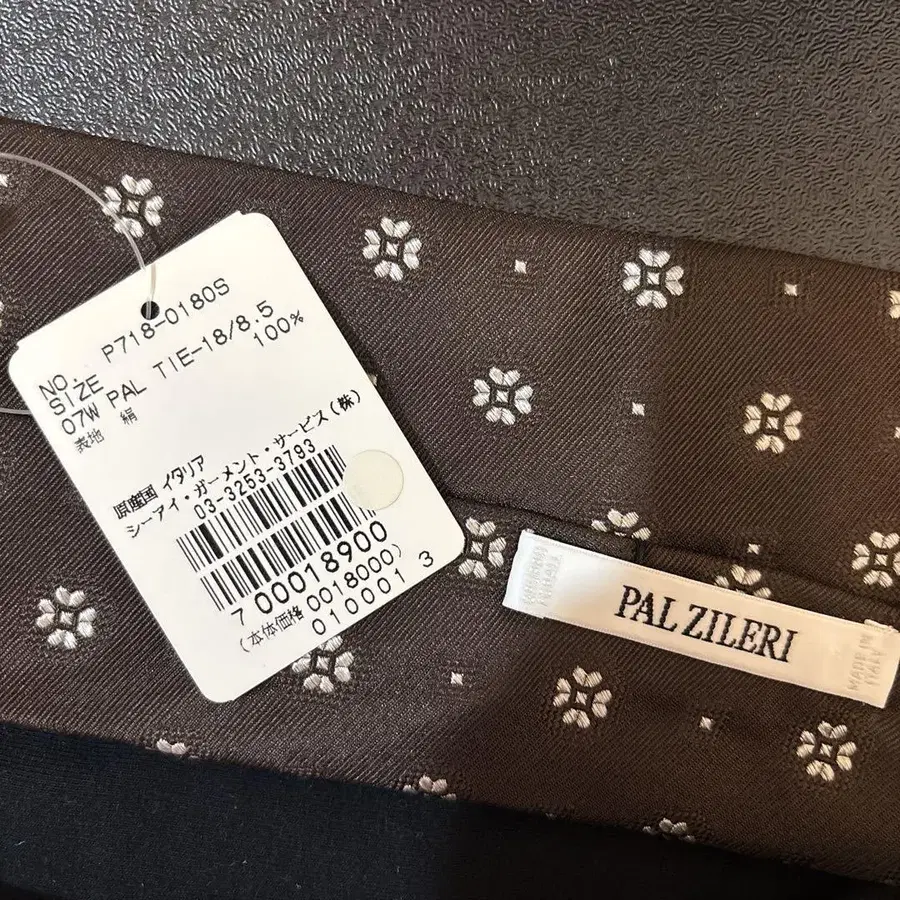 NO. P718-0180S
SIZE
07W PAL TIE-18/8.5
表地 絹 100%
原産国 イタリア
シーアイ・ガーメント・サービス(株)
03-3253-3793
7 00018900
(本体価格 0018000)
010001 3
PAL ZILERI
MADE IN ITALY